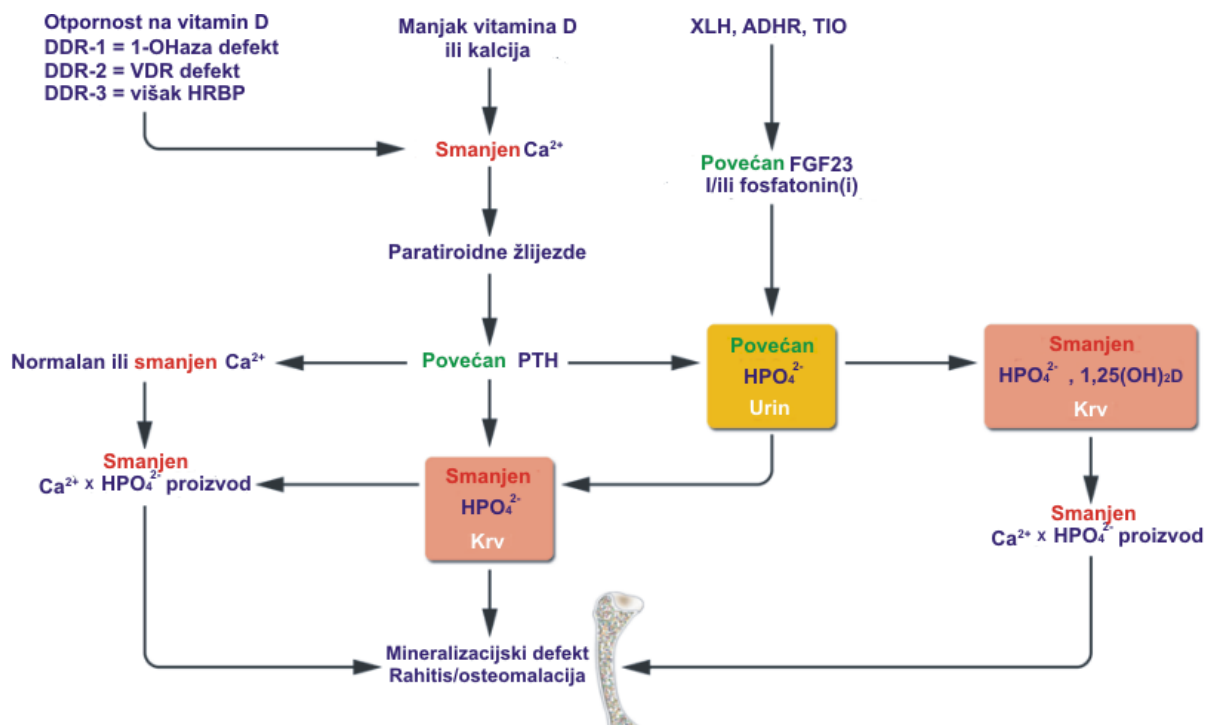 Otpornost na vitamin D
DDR-1 = 1-OHaza defekt
DDR-2 = VDR defekt
DDR-3 = višak HRBP
Manjak vitamina D
ili kalcija
XLH, ADHR, TIO
Smanjen Ca²⁺
Povećan FGF23
I/ili fosfatonin(i)
Paratiroidne žlijezde
Normalan ili smanjen Ca²⁺
Povećan PTH
Povećan
HPO₄²⁻
Urin
Smanjen
HPO₄²⁻ , 1,25(OH)₂D
Krv
Smanjen
Ca²⁺ x HPO₄²⁻ proizvod
Smanjen
HPO₄²⁻
Krv
Smanjen
Ca²⁺ x HPO₄²⁻ proizvod
Mineralizacijski defekt
Rahitis/osteomalacija